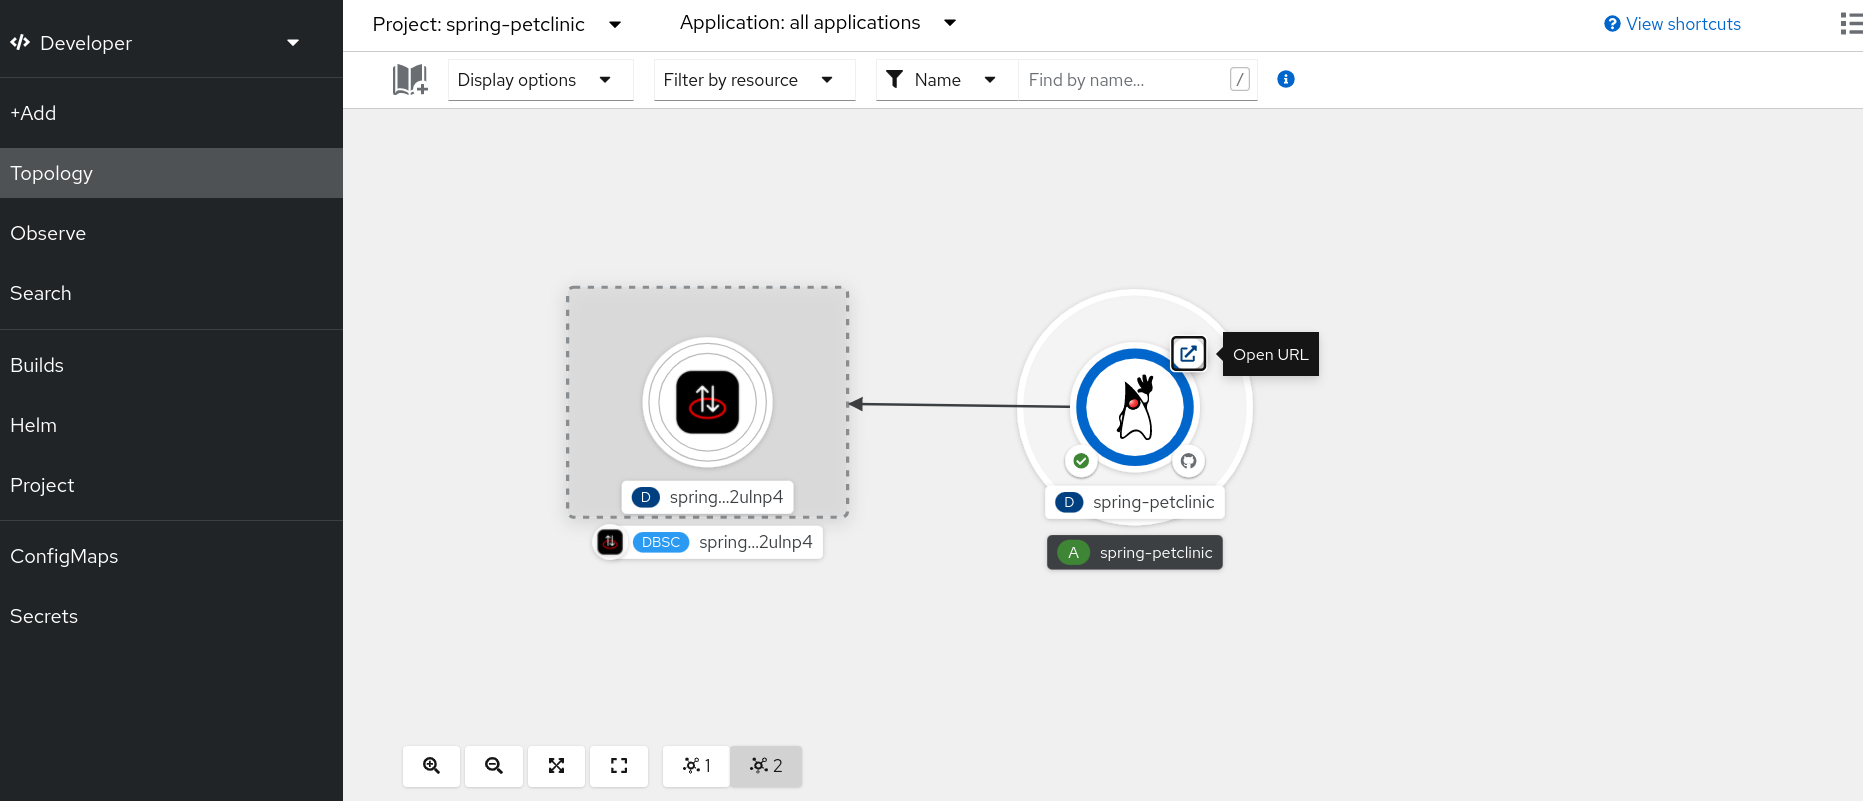 Developer
+Add
Topology
Observe
Search
Builds
Helm
Project
ConfigMaps
Secrets
Project: spring-petclinic
Application: all applications
View shortcuts
Display options
Filter by resource
Name
Find by name...
/
Open URL
D spring...2ulnp4
DBSC spring...2ulnp4
D spring-petclinic
A spring-petclinic
1
2